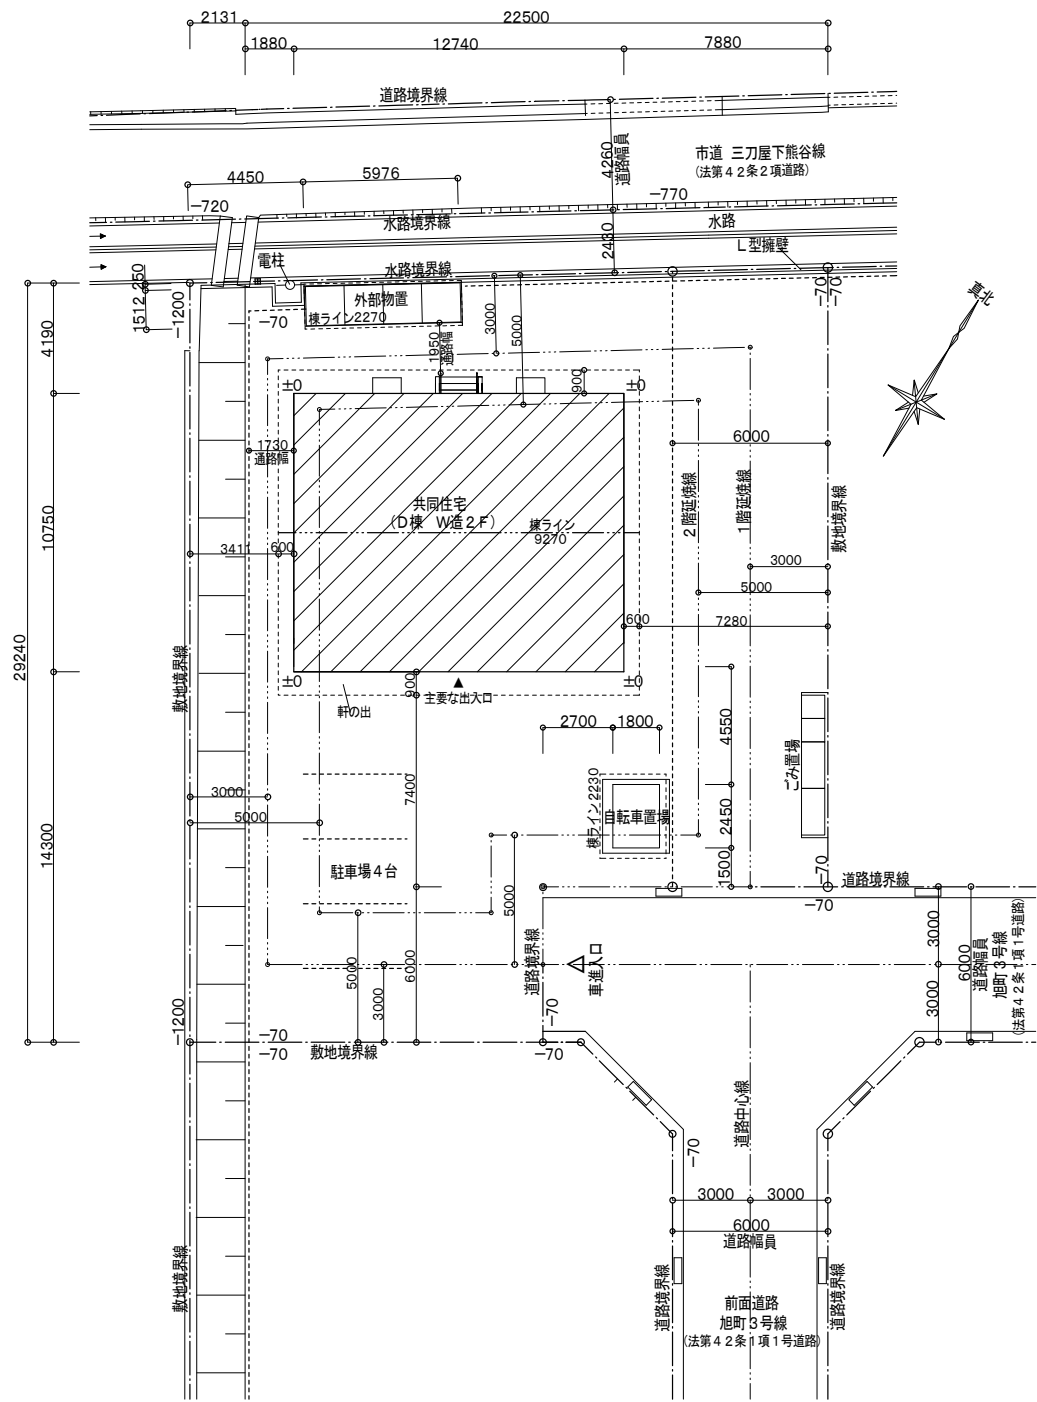 2131
22500
1880
12740
7880
道路境界線
4260
道路幅員
市道 三刀屋下熊谷線
(法第42条2項道路)
4450
5976
-720
-770
水路境界線
水路
2430
L型擁壁
電柱
水路境界線
250
1512
-1200
-70
外部物置
棟ライン2270
3000
5000
-70
-70
真北
4190
1950
通路幅
900
±0
±0
1730
通路幅
6000
共同住宅
(D棟 W造2F)
棟ライン
9270
2階延焼線
1階延焼線
敷地境界線
10750
3411
600
3000
5000
600
7280
29240
敷地境界線
±0
±0
900
主要な出入口
軒の出
2700
1800
4550
7400
棟ライン2230
自転車置場
2450
ごみ置場
3000
5000
14300
駐車場4台
1500
-70
道路境界線
-70
5000
5000
3000
6000
道路境界線
車進入口
3000
3000
6000
道路幅員
旭町3号線
(法第42条1項1号道路)
-1200
-70
-70
敷地境界線
-70
-70
道路中心線
-70
3000
3000
6000
道路幅員
敷地境界線
道路境界線
道路境界線
前面道路
旭町3号線
(法第42条1項1号道路)